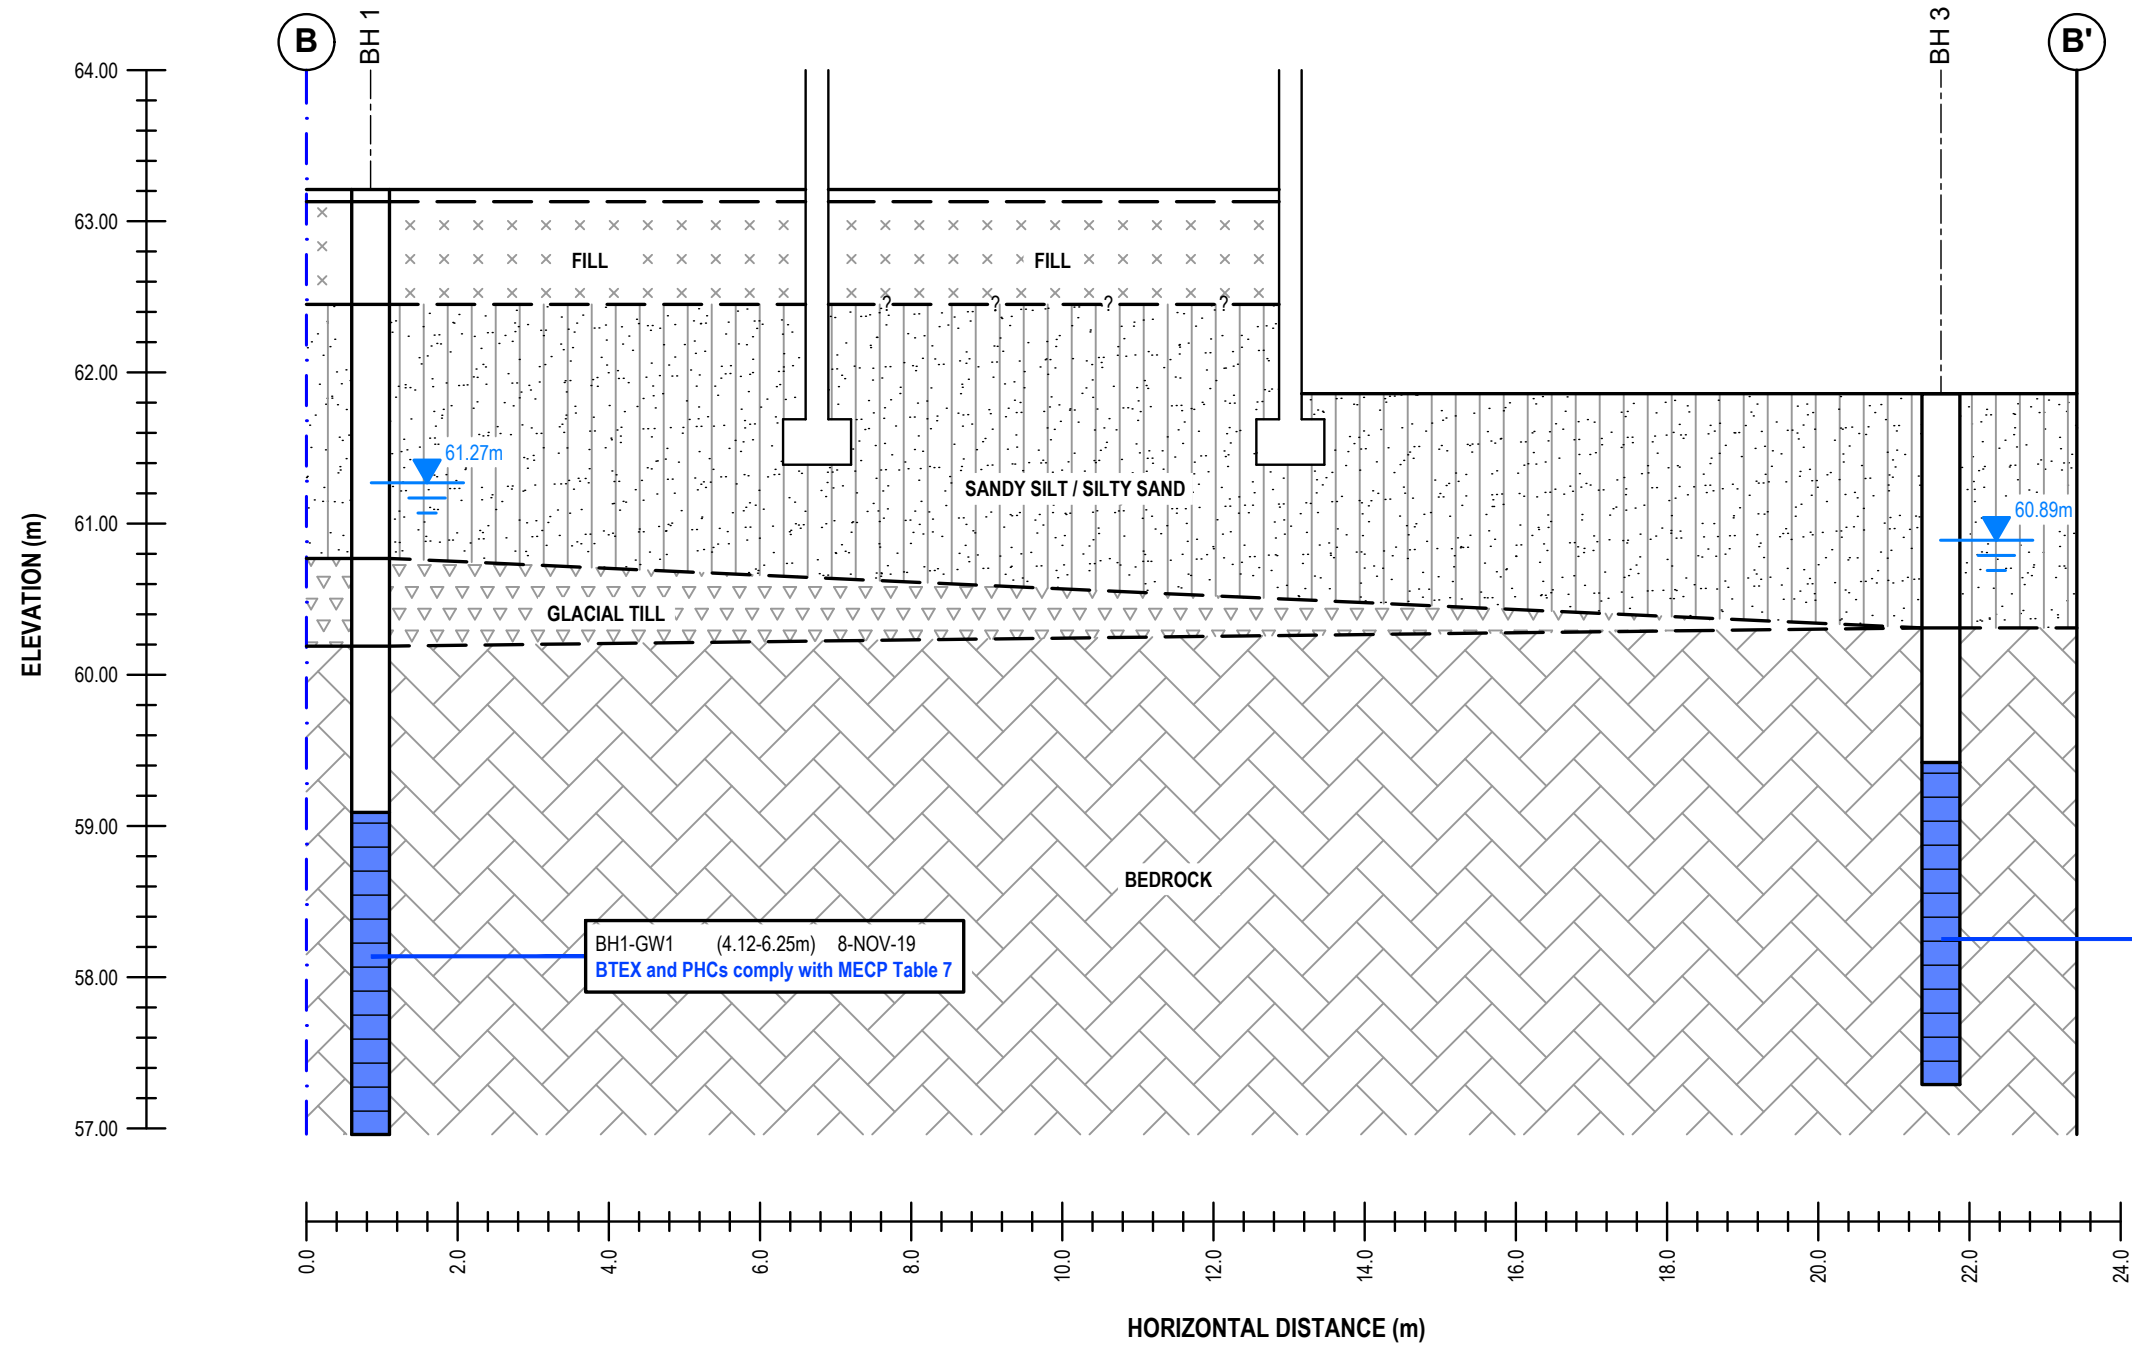 B
BH 1
BH 3
B'
64.00
63.00
62.00
61.00
60.00
59.00
58.00
57.00
ELEVATION (m)
FILL
FILL
? ? ? ?
61.27m
SANDY SILT / SILTY SAND
60.89m
GLACIAL TILL
BEDROCK
BH1-GW1 (4.12-6.25m) 8-NOV-19
BTEX and PHCs comply with MECP Table 7
0.0 2.0 4.0 6.0 8.0 10.0 12.0 14.0 16.0 18.0 20.0 22.0 24.0
HORIZONTAL DISTANCE (m)